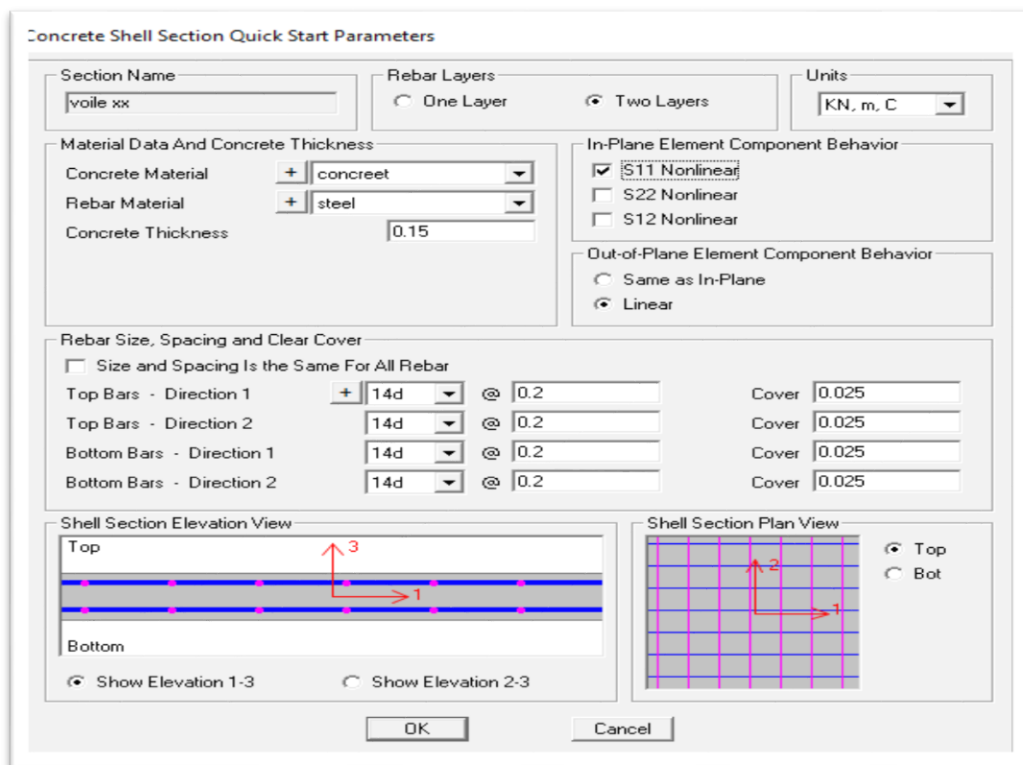 Concrete Shell Section Quick Start Parameters
Section Name
voile xx
Rebar Layers
One Layer
Two Layers
Units
KN, m, C
Material Data And Concrete Thickness
Concrete Material + concreet
Rebar Material + steel
Concrete Thickness 0.15
In-Plane Element Component Behavior
S11 Nonlinear
S22 Nonlinear
S12 Nonlinear
Out-of-Plane Element Component Behavior
Same as In-Plane
Linear
Rebar Size, Spacing and Clear Cover
Size and Spacing Is the Same For All Rebar
Top Bars - Direction 1 + 14d @ 0.2 Cover 0.025
Top Bars - Direction 2 14d @ 0.2 Cover 0.025
Bottom Bars - Direction 1 14d @ 0.2 Cover 0.025
Bottom Bars - Direction 2 14d @ 0.2 Cover 0.025
Shell Section Elevation View
Top
3
1
Bottom
Show Elevation 1-3
Show Elevation 2-3
Shell Section Plan View
2
1
Top
Bot
OK
Cancel